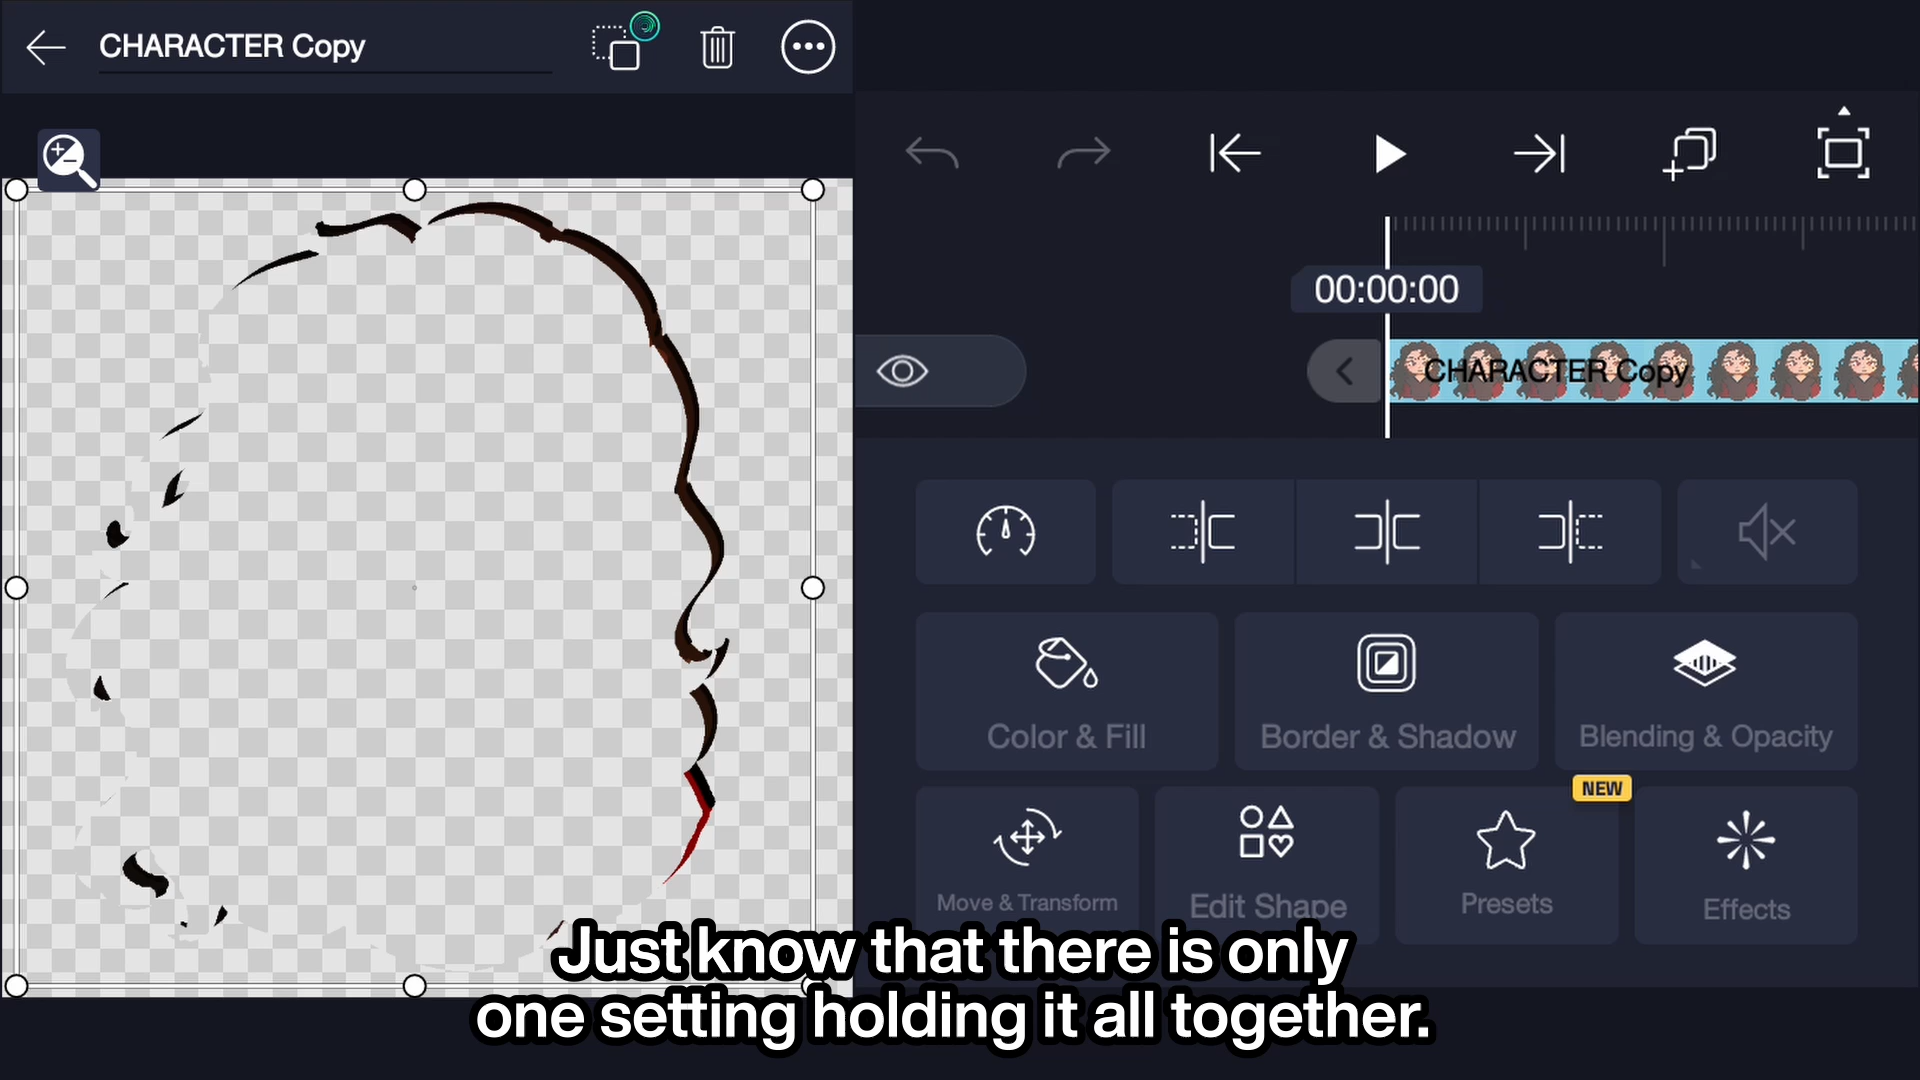 CHARACTER Copy
00:00:00
CHARACTER Copy
Color & Fill
Border & Shadow
Blending & Opacity
NEW
Move & Transform
Edit Shape
Presets
Effects
Just know that there is only
one setting holding it all together.